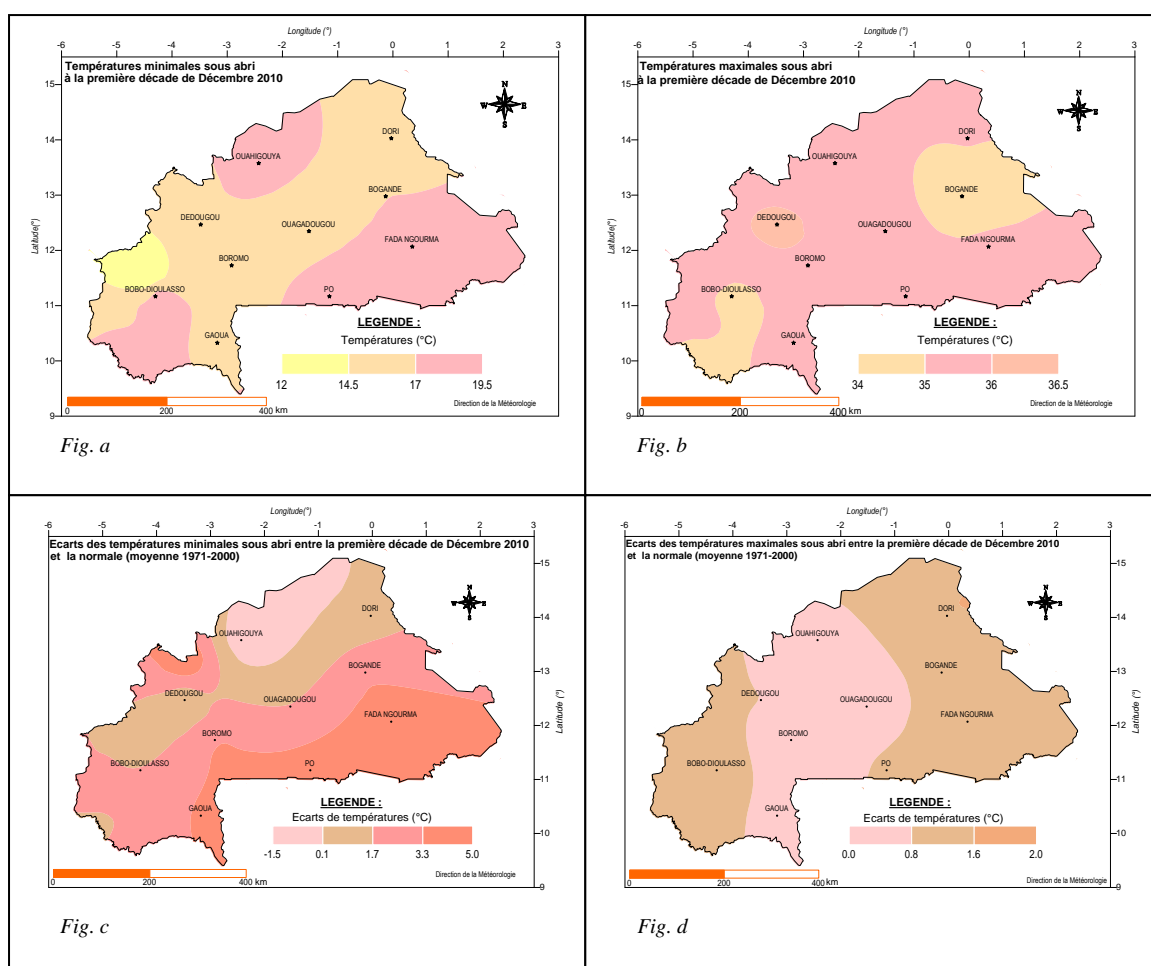 Longitude (°)
-6 -5 -4 -3 -2 -1 0 1 2 3
Températures minimales sous abri
à la première décade de Décembre 2010
15
14
13
12
11
10
9
Latitude(°)
N
W E
S
DORI
OUAHIGOUYA
BOGANDE
DEDOUGOU
OUAGADOUGOU
FADA NGOURMA
BOROMO
BOBO-DIOULASSO
PO
GAOUA
LEGENDE :
Températures (°C)
12 14.5 17 19.5
0 200 400 km
Direction de la Météorologie
Fig. a
Longitude (°)
-6 -5 -4 -3 -2 -1 0 1 2 3
Températures maximales sous abri
à la première décade de Décembre 2010
15
14
13
12
11
10
9
Latitude(°)
N
W E
S
DORI
OUAHIGOUYA
BOGANDE
DEDOUGOU
OUAGADOUGOU
FADA NGOURMA
BOROMO
BOBO-DIOULASSO
PO
GAOUA
LEGENDE :
Températures (°C)
34 35 36 36.5
0 200 400 km
Direction de la Météorologie
Fig. b
Longitude(°)
-6 -5 -4 -3 -2 -1 0 1 2 3
Ecarts des températures minimales sous abri entre la première décade de Décembre 2010
et la normale (moyenne 1971-2000)
15
14
13
12
11
10
9
Latitude (°)
N
W E
S
DORI
OUAHIGOUYA
BOGANDE
DEDOUGOU
OUAGADOUGOU
FADA NGOURMA
BOROMO
BOBO-DIOULASSO
PO
GAOUA
LEGENDE :
Ecarts de températures (°C)
-1.5 0.1 1.7 3.3 5.0
0 200 400 km
Direction de la Météorologie
Fig. c
Longitude(°)
-6 -5 -4 -3 -2 -1 0 1 2 3
Ecarts des températures maximales sous abri entre la première décade de Décembre 2010
et la normale (moyenne 1971-2000)
15
14
13
12
11
10
9
Latitude (°)
N
W E
S
DORI
OUAHIGOUYA
BOGANDE
DEDOUGOU
OUAGADOUGOU
FADA NGOURMA
BOROMO
BOBO-DIOULASSO
PO
GAOUA
LEGENDE :
Ecarts de températures (°C)
0.0 0.8 1.6 2.0
0 200 400 km
Direction de la Météorologie
Fig. d